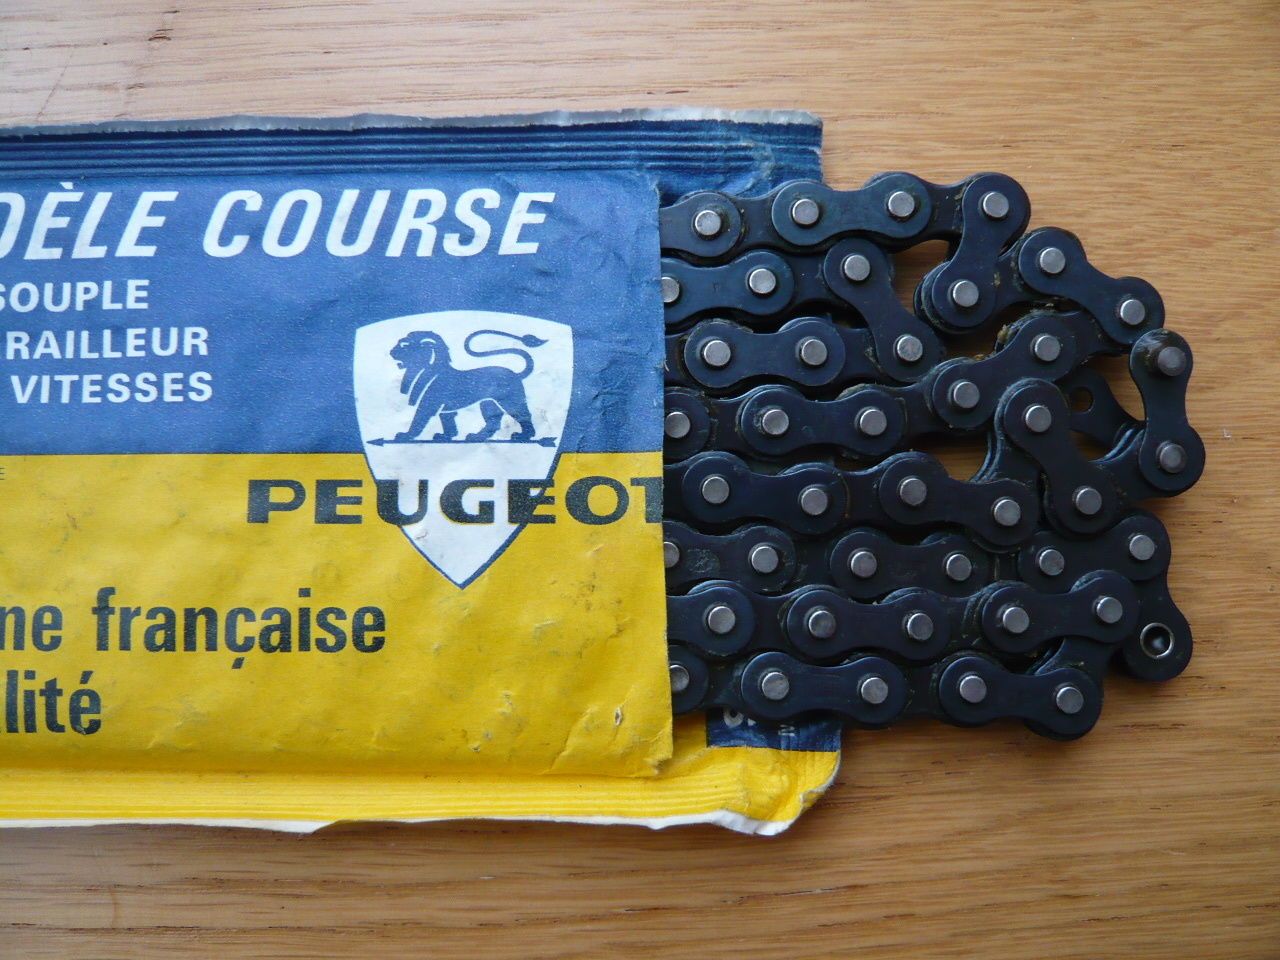 DÈLE COURSE
SOUPLE
RAILLEUR
VITESSES
PEUGEOT
ne française
lité